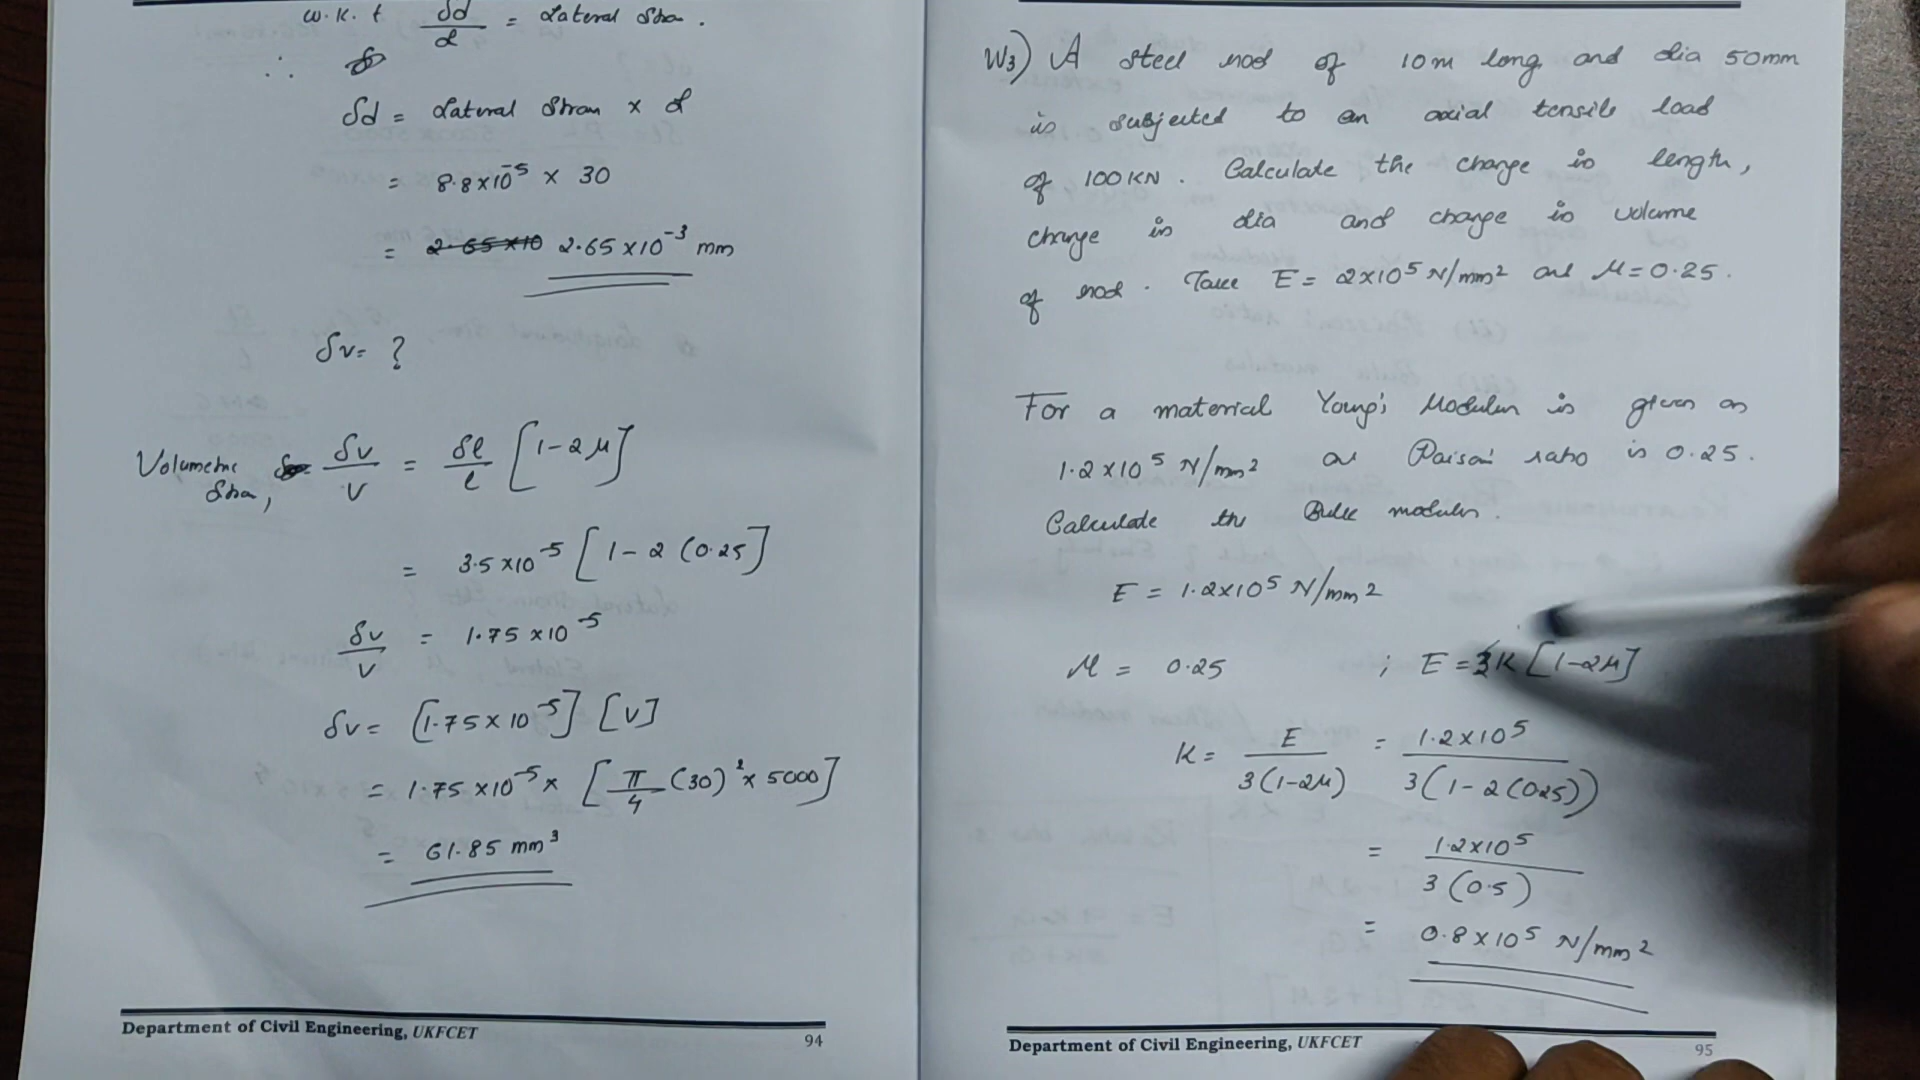 w.k.t δd/d = Lateral Stra .
∴
δd = Lateral Stran × d
= 8.8×10⁻⁵ × 30
= 2.65×10 2.65×10⁻³ mm
δv = ?
Volumetric Stra, δv/v = δl/l [1-2μ]
= 3.5×10⁻⁵ [1-2(0.25]
δv/v = 1.75×10⁻⁵
δv = [1.75×10⁻⁵] [v]
= 1.75×10⁻⁵ × [π/4 (30)² × 5000]
= 61.85 mm³
Department of Civil Engineering, UKFCET
94
W3) A steel rod of 10m long and dia 50mm
is subjected to an axial tensile load
of 100KN. Calculate the change in length,
change in dia and change in volume
of rod. Take E = 2×10⁵ N/mm² and μ=0.25.
For a material Young's Modulus is given as
1.2×10⁵ N/mm² and Poison ratio is 0.25.
Calculate the Bulk modulus.
E = 1.2×10⁵ N/mm²
μ = 0.25 ; E = 3K[1-2μ]
K = E/3(1-2μ) = 1.2×10⁵/3(1-2(0.25))
= 1.2×10⁵/3(0.5)
= 0.8×10⁵ N/mm²
Department of Civil Engineering, UKFCET
95